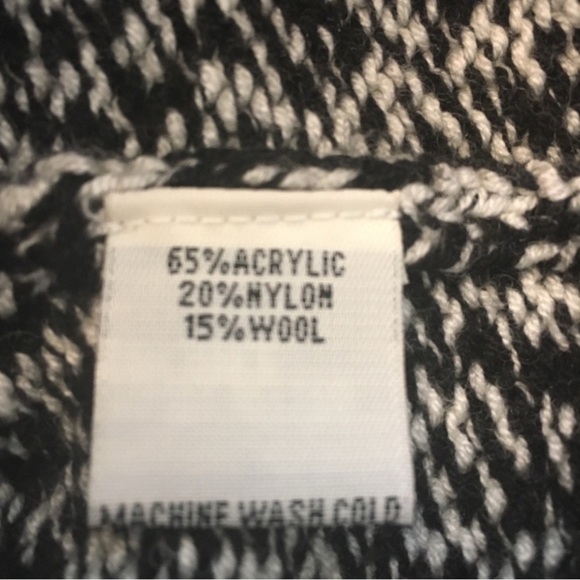 65%ACRYLIC
20%NYLON
15%WOOL
MACHINE WASH COLD